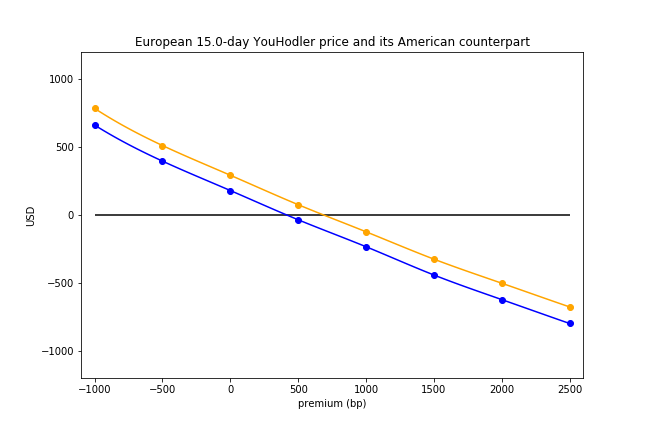 European 15.0-day YouHodler price and its American counterpart
1000
500
0
−500
−1000
USD
−1000 −500 0 500 1000 1500 2000 2500
premium (bp)